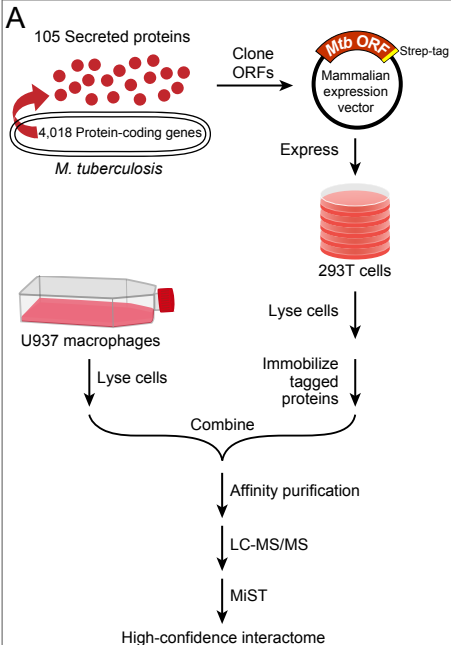 A
105 Secreted proteins
4,018 Protein-coding genes
M. tuberculosis
Clone
ORFs
Mtb ORF
Strep-tag
Mammalian
expression
vector
Express
293T cells
Lyse cells
Immobilize
tagged
proteins
U937 macrophages
Lyse cells
Combine
Affinity purification
LC-MS/MS
MiST
High-confidence interactome